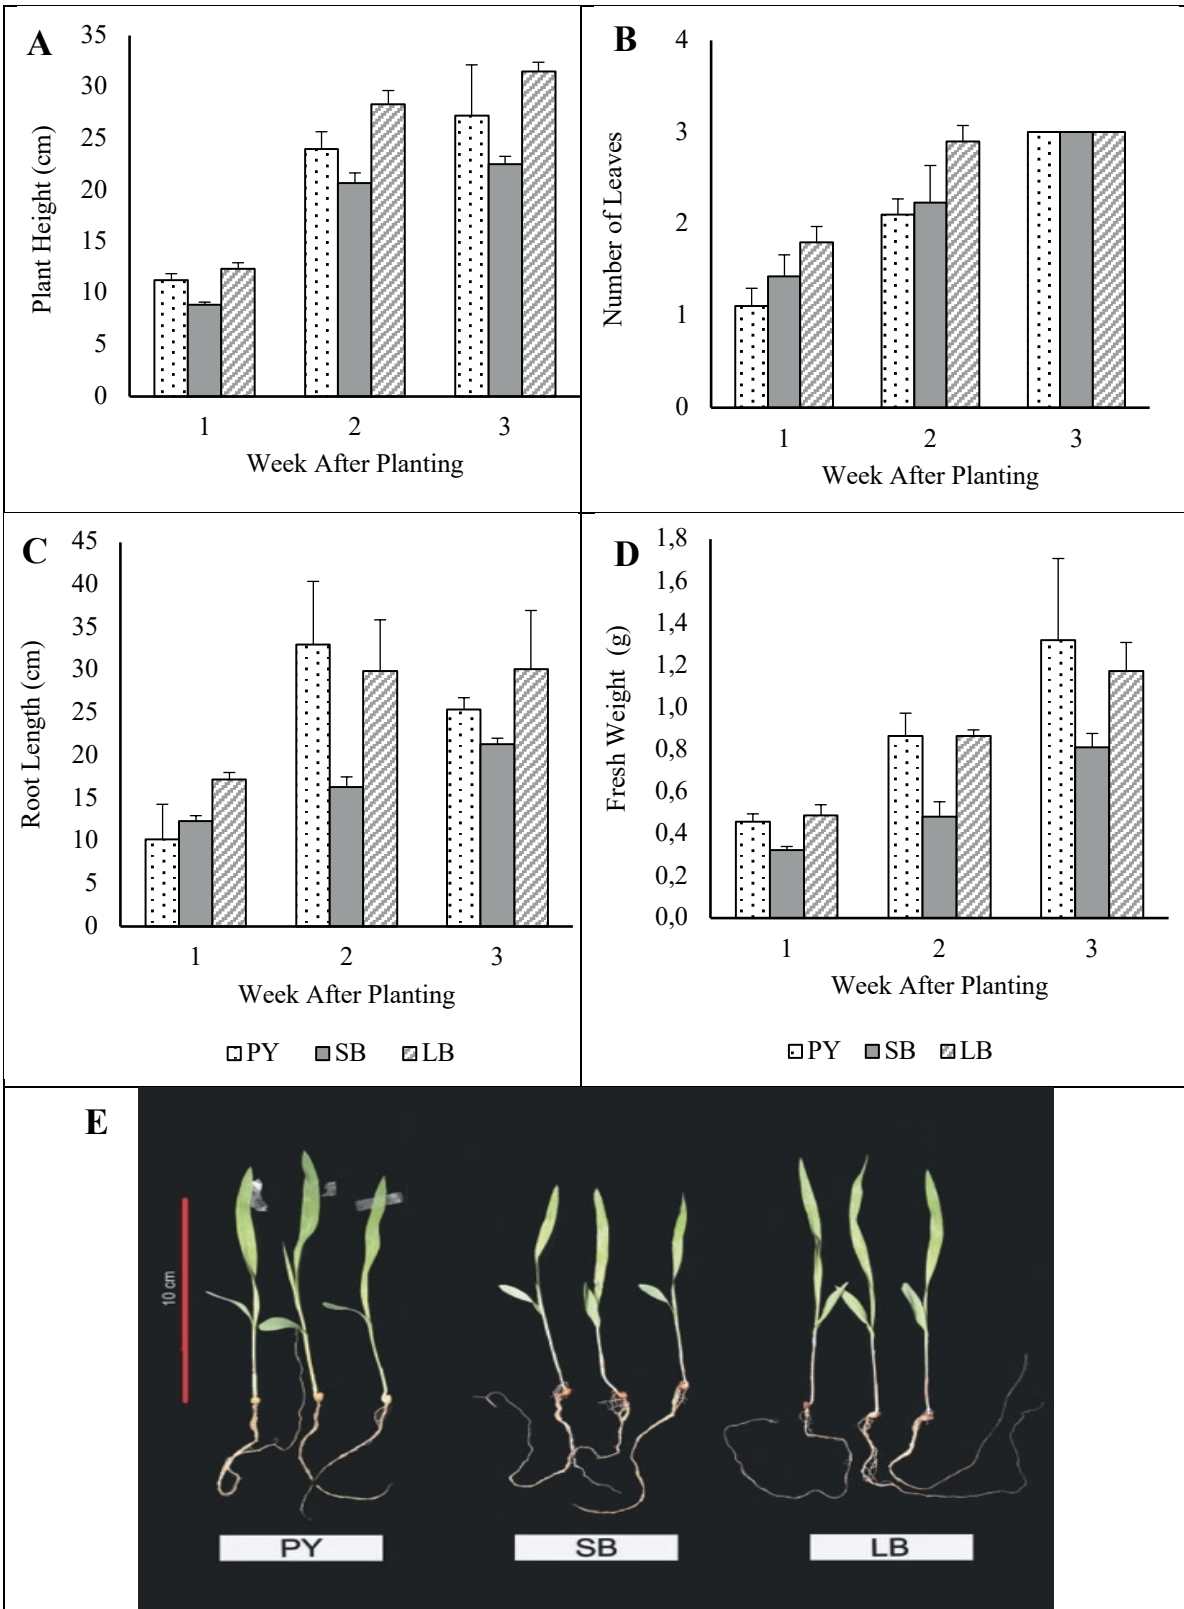 A
35
30
25
20
15
10
5
0
Plant Height (cm)
1 2 3
Week After Planting
B
4
3
2
1
0
Number of Leaves
1 2 3
Week After Planting
C
45
40
35
30
25
20
15
10
5
0
Root Length (cm)
1 2 3
Week After Planting
PY SB LB
D
1,8
1,6
1,4
1,2
1,0
0,8
0,6
0,4
0,2
0,0
Fresh Weight (g)
1 2 3
Week After Planting
PY SB LB
E
10 cm
PY SB LB